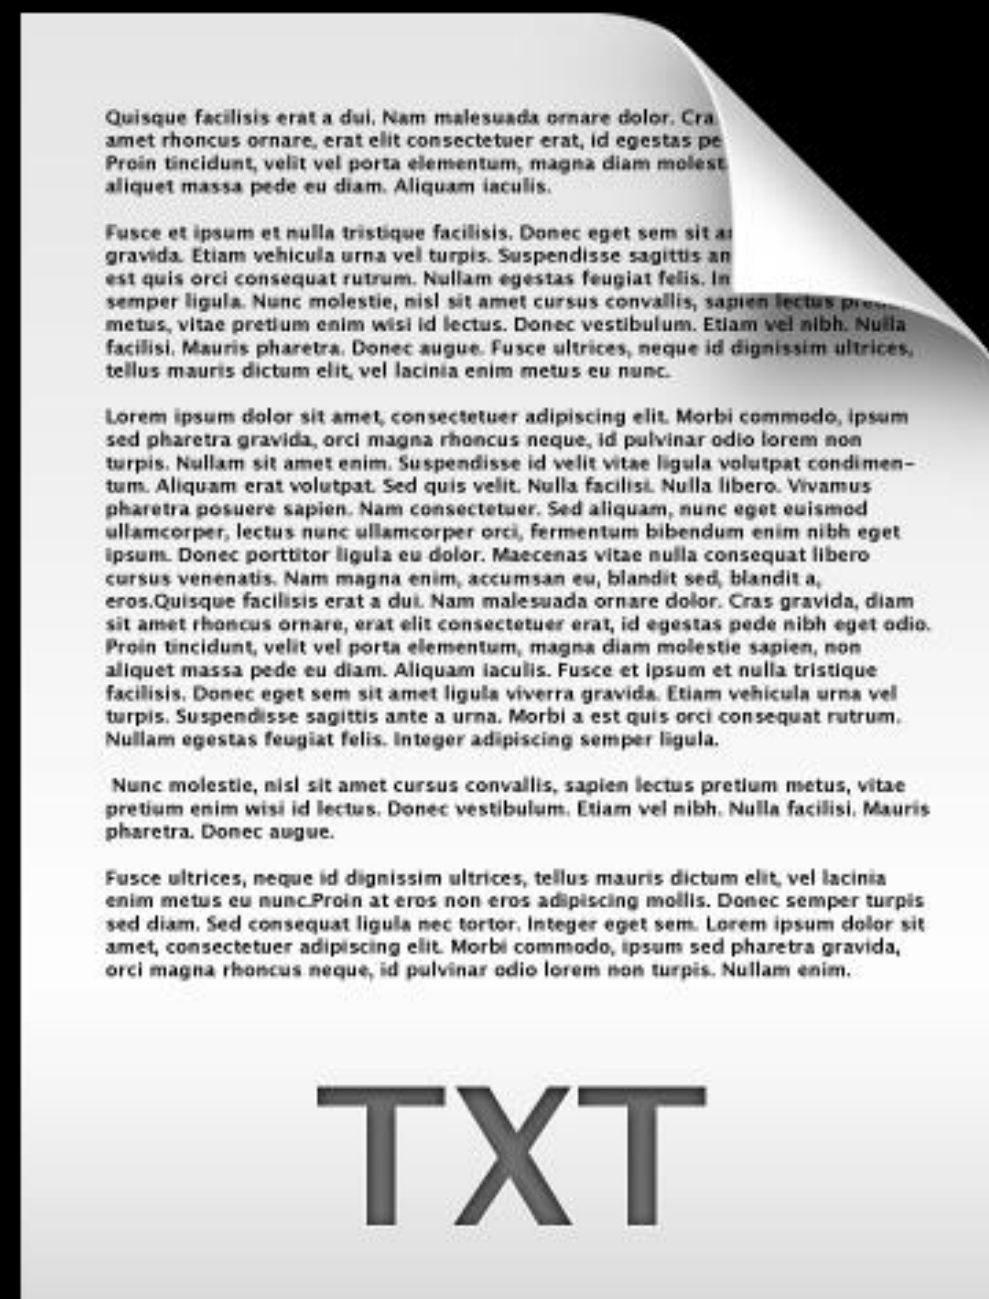 Quisque facilisis erat a dui. Nam malesuada ornare dolor. Cra
amet rhoncus ornare, erat elit consectetuer erat, id egestas pe
Proin tincidunt, velit vel porta elementum, magna diam molest
aliquet massa pede eu diam. Aliquam iaculis.
Fusce et ipsum et nulla tristique facilisis. Donec eget sem sit
gravida. Etiam vehicula urna vel turpis. Suspendisse sagittis an
est quis orci consequat rutrum. Nullam egestas feugiat felis. In
semper ligula. Nunc molestie, nisl sit amet cursus convallis, sapien lectus
metus, vitae pretium enim wisi id lectus. Donec vestibulum. Etiam vel nibh. Nulla
facilisi. Mauris pharetra. Donec augue. Fusce ultrices, neque id dignissim ultrices,
tellus mauris dictum elit, vel lacinia enim metus eu nunc.
Lorem ipsum dolor sit amet, consectetuer adipiscing elit. Morbi commodo, ipsum
sed pharetra gravida, orci magna rhoncus neque, id pulvinar odio lorem non
turpis. Nullam sit amet enim. Suspendisse id velit vitae ligula volutpat condimen-
tum. Aliquam erat volutpat. Sed quis velit. Nulla facilisi. Nulla libero. Vivamus
pharetra posuere sapien. Nam consectetuer. Sed aliquam, nunc eget euismod
ullamcorper, lectus nunc ullamcorper orci, fermentum bibendum enim nibh eget
ipsum. Donec porttitor ligula eu dolor. Maecenas vitae nulla consequat libero
cursus venenatis. Nam magna enim, accumsan eu, blandit sed, blandit a,
eros.Quisque facilisis erat a dui. Nam malesuada ornare dolor. Cras gravida, diam
sit amet rhoncus ornare, erat elit consectetuer erat, id egestas pede nibh eget odio.
Proin tincidunt, velit vel porta elementum, magna diam molestie sapien, non
aliquet massa pede eu diam. Aliquam iaculis. Fusce et ipsum et nulla tristique
facilisis. Donec eget sem sit amet ligula viverra gravida. Etiam vehicula urna vel
turpis. Suspendisse sagittis ante a urna. Morbi a est quis orci consequat rutrum.
Nullam egestas feugiat felis. Integer adipiscing semper ligula.
Nunc molestie, nisl sit amet cursus convallis, sapien lectus pretium metus, vitae
pretium enim wisi id lectus. Donec vestibulum. Etiam vel nibh. Nulla facilisi. Mauris
pharetra. Donec augue.
Fusce ultrices, neque id dignissim ultrices, tellus mauris dictum elit, vel lacinia
enim metus eu nunc.Proin at eros non eros adipiscing mollis. Donec semper turpis
sed diam. Sed consequat ligula nec tortor. Integer eget sem. Lorem ipsum dolor sit
amet, consectetuer adipiscing elit. Morbi commodo, ipsum sed pharetra gravida,
orci magna rhoncus neque, id pulvinar odio lorem non turpis. Nullam enim.
TXT